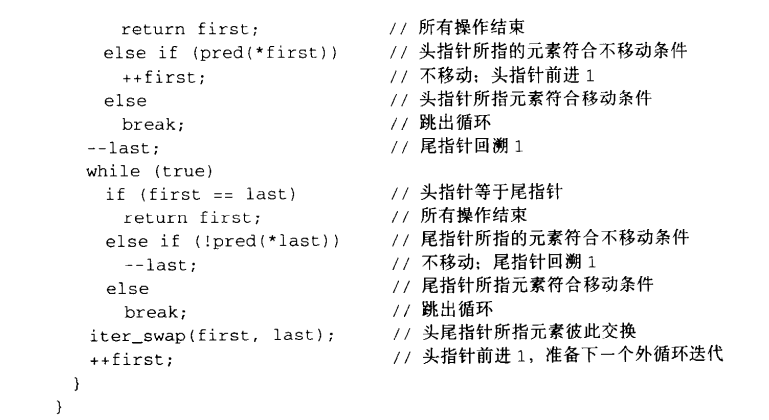 return first;                // 所有操作结束
else if (pred(*first))       // 头指针所指的元素符合不移动条件
++first;                     // 不移动；头指针前进 1
else                         // 头指针所指元素符合移动条件
break;                       // 跳出循环
--last;                      // 尾指针回溯 1
while (true)
if (first == last)           // 头指针等于尾指针
return first;                // 所有操作结束
else if (!pred(*last))       // 尾指针所指的元素符合不移动条件
--last;                      // 不移动；尾指针回溯 1
else                         // 尾指针所指元素符合移动条件
break;                       // 跳出循环
iter_swap(first, last);      // 头尾指针所指元素彼此交换
++first;                     // 头指针前进 1，准备下一个外循环迭代
}
}